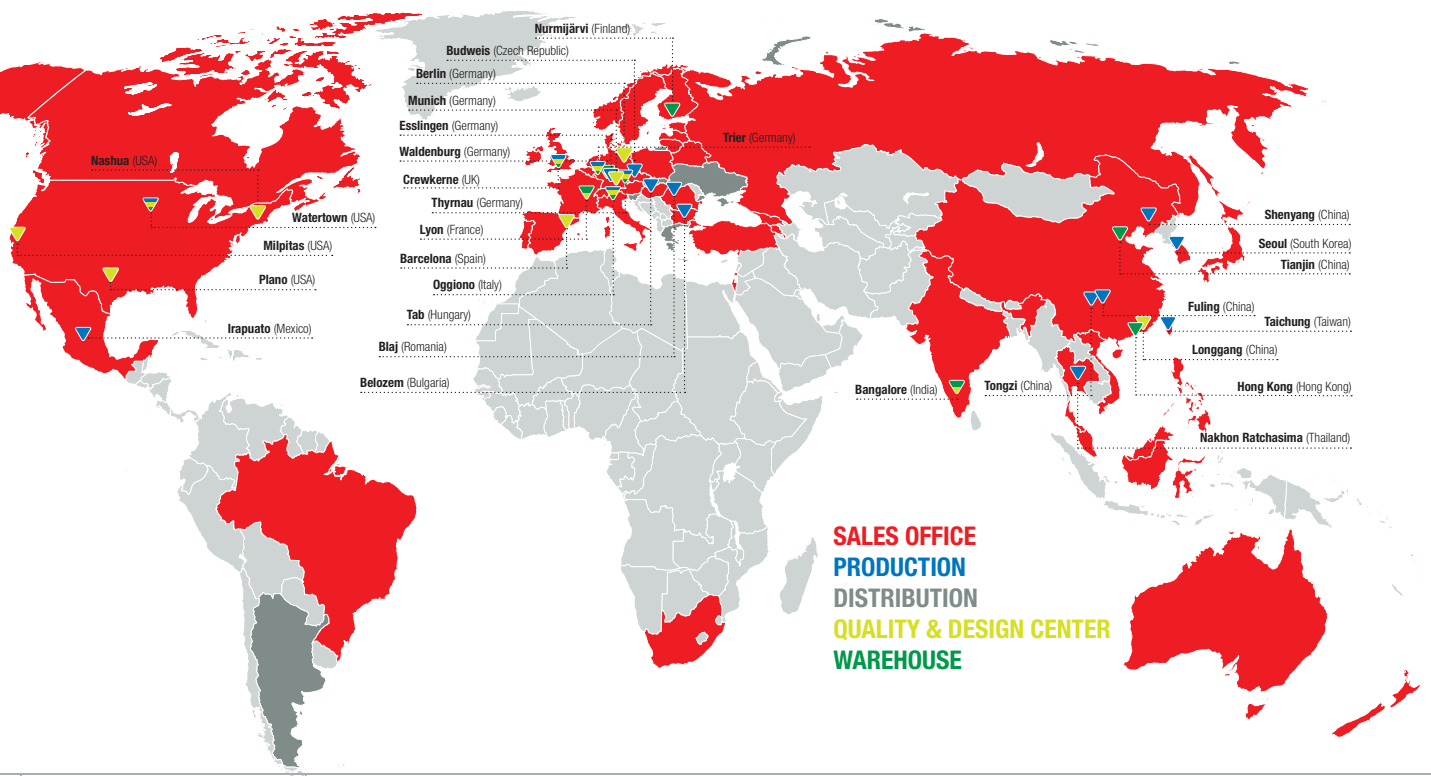 Nurmijärvi (Finland)
Budweis (Czech Republic)
Berlin (Germany)
Munich (Germany)
Esslingen (Germany)
Trier (Germany)
Waldenburg (Germany)
Nashua (USA)
Crewkerne (UK)
Thyrnau (Germany)
Watertown (USA)
Shenyang (China)
Lyon (France)
Milpitas (USA)
Seoul (South Korea)
Barcelona (Spain)
Tianjin (China)
Plano (USA)
Oggiono (Italy)
Fuling (China)
Tab (Hungary)
Taichung (Taiwan)
Irapuato (Mexico)
Blaj (Romania)
Longgang (China)
Belozem (Bulgaria)
Bangalore (India)
Tongzi (China)
Hong Kong (Hong Kong)
Nakhon Ratchasima (Thailand)
SALES OFFICE
PRODUCTION
DISTRIBUTION
QUALITY & DESIGN CENTER
WAREHOUSE